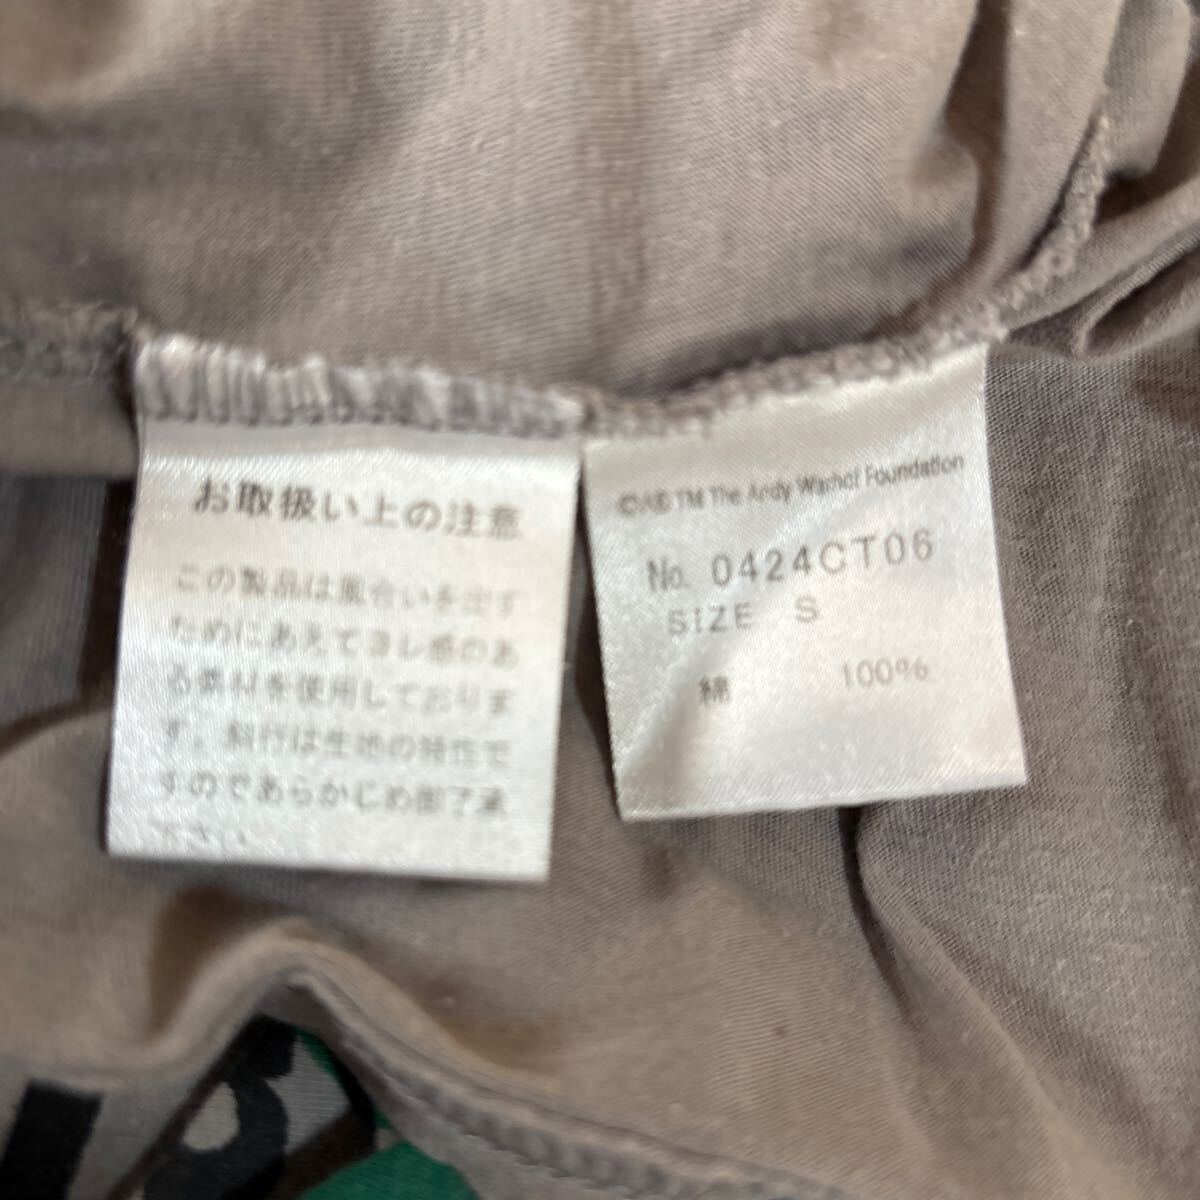 お取扱い上の注意
この製品は風合いを出す
ためにあえてヨレ感のあ
る素材を使用しておりま
す。斜行は生地の特性で
すのであらかじめ御了承
下さい。
©/®/TM The Andy Warhol Foundation
No. 0424CT06
SIZE S
綿 100%